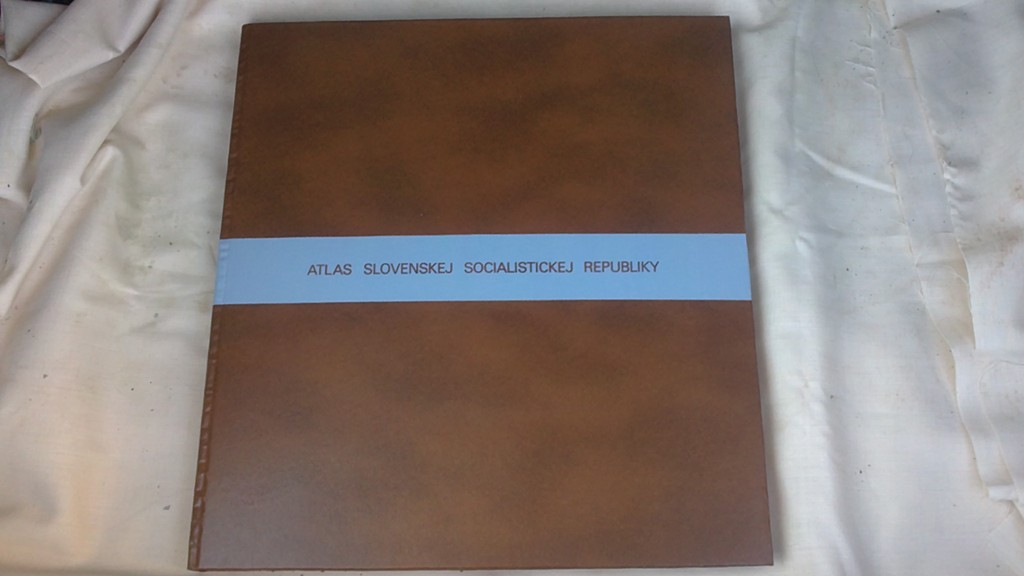 ATLAS SLOVENSKEJ SOCIALISTICKEJ REPUBLIKY